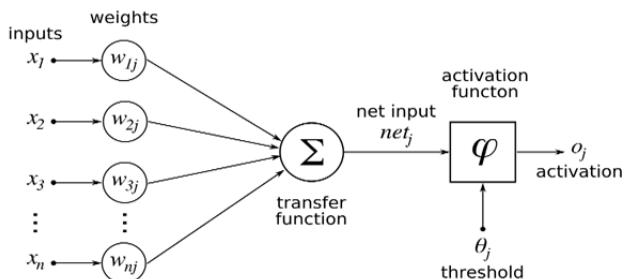 inputs
weights
x1
w1j
x2
w2j
x3
w3j
xn
wnj
Σ
transfer
function
net input
netj
activation
functon
φ
oj
activation
θj
threshold